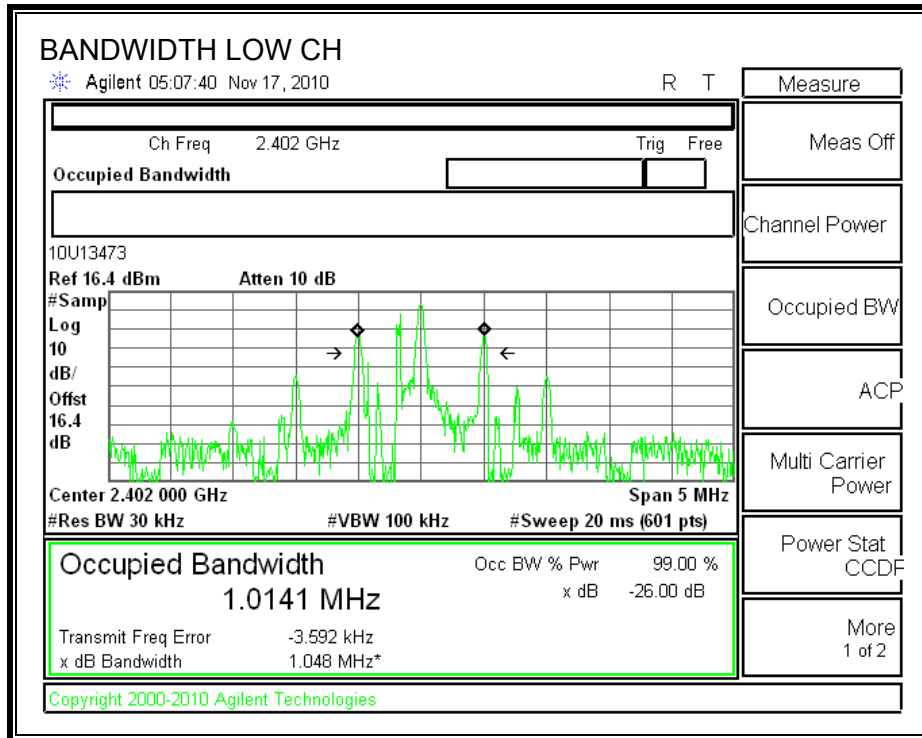 BANDWIDTH LOW CH
Agilent 05:07:40 Nov 17, 2010 R T
Measure
Ch Freq 2.402 GHz Trig Free
Meas Off
Occupied Bandwidth
Channel Power
10U13473
Ref 16.4 dBm Atten 10 dB
#Samp
Log
10
dB/
Offst
16.4
dB
Occupied BW
ACP
Multi Carrier
Power
Center 2.402 000 GHz Span 5 MHz
#Res BW 30 kHz #VBW 100 kHz #Sweep 20 ms (601 pts)
Power Stat
CCDF
Occupied Bandwidth Occ BW % Pwr 99.00 %
1.0141 MHz x dB -26.00 dB
Transmit Freq Error -3.592 kHz
x dB Bandwidth 1.048 MHz*
More
1 of 2
Copyright 2000-2010 Agilent Technologies